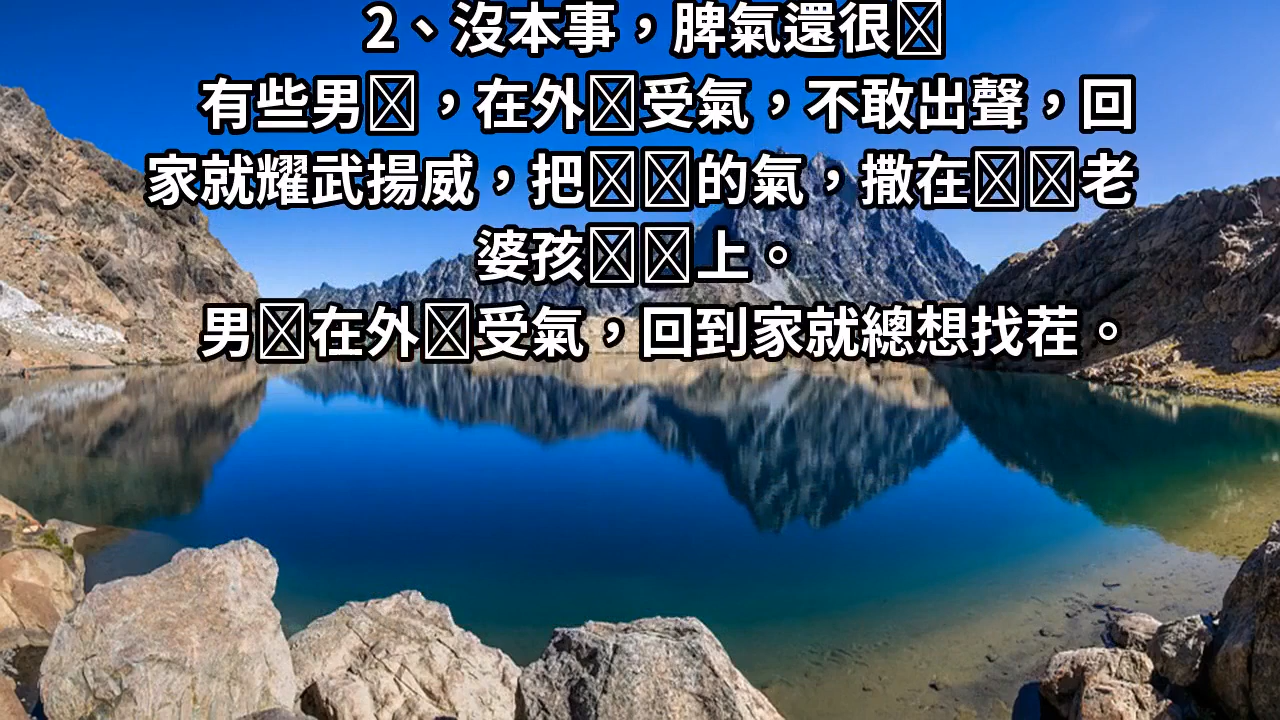 2、沒本事，脾氣還很
有些男，在外受氣，不敢出聲，回
家就耀武揚威，把的氣，撒在老
婆孩上。
男在外受氣，回到家就總想找茬。